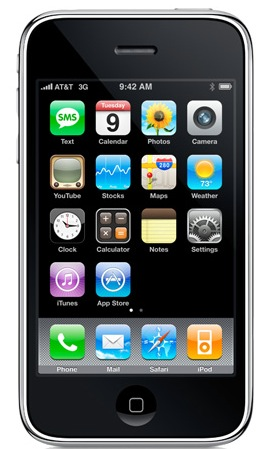 AT&T 3G 9:42 AM
SMS Tuesday 9 280 73°
Text Calendar Photos Camera
YouTube Stocks Maps Weather
Clock Calculator Notes Settings
iTunes App Store
Phone Mail Safari iPod